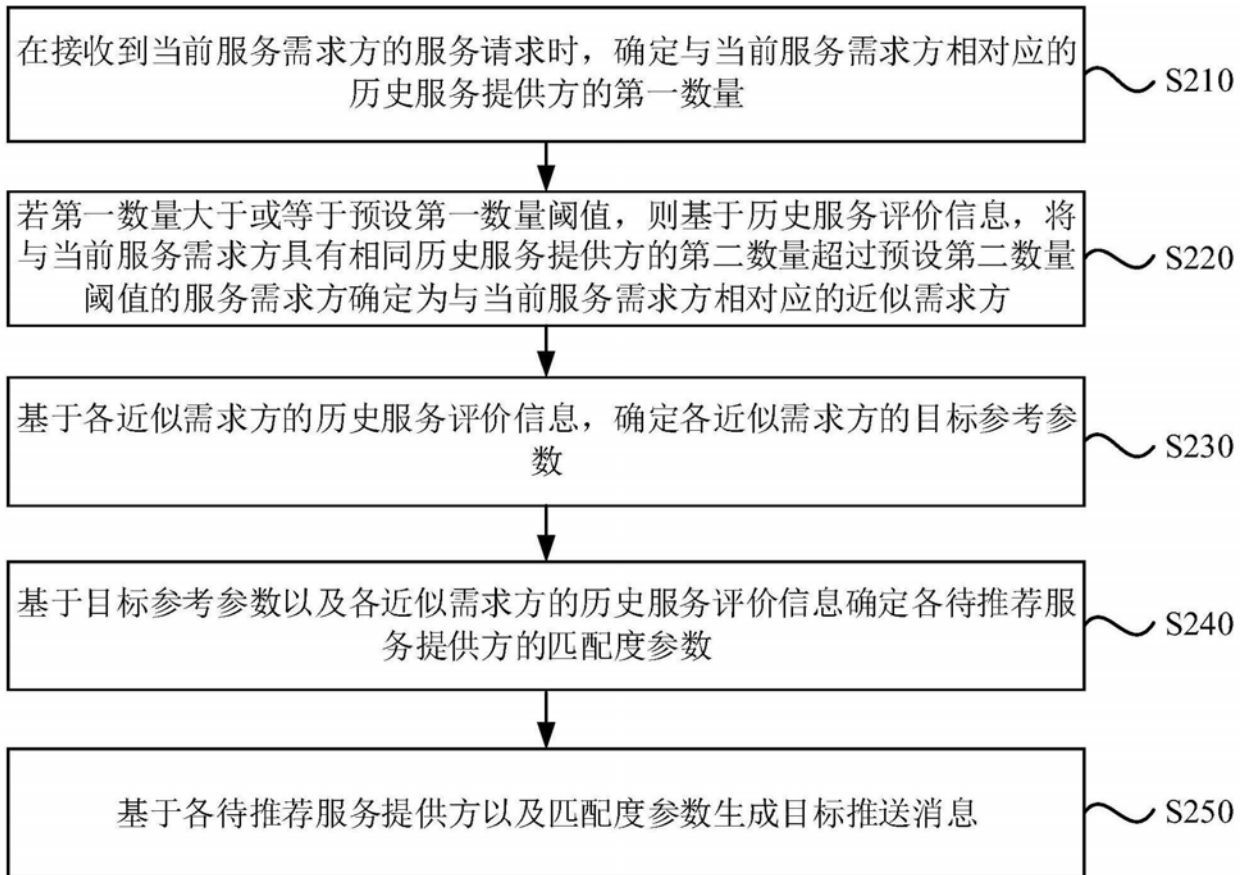 在接收到当前服务需求方的服务请求时，确定与当前服务需求方相对应的
历史服务提供方的第一数量
S210
若第一数量大于或等于预设第一数量阈值，则基于历史服务评价信息，将
与当前服务需求方具有相同历史服务提供方的第二数量超过预设第二数量
阈值的服务需求方确定为与当前服务需求方相对应的近似需求方
S220
基于各近似需求方的历史服务评价信息，确定各近似需求方的目标参考参
数
S230
基于目标参考参数以及各近似需求方的历史服务评价信息确定各待推荐服
务提供方的匹配度参数
S240
基于各待推荐服务提供方以及匹配度参数生成目标推送消息
S250